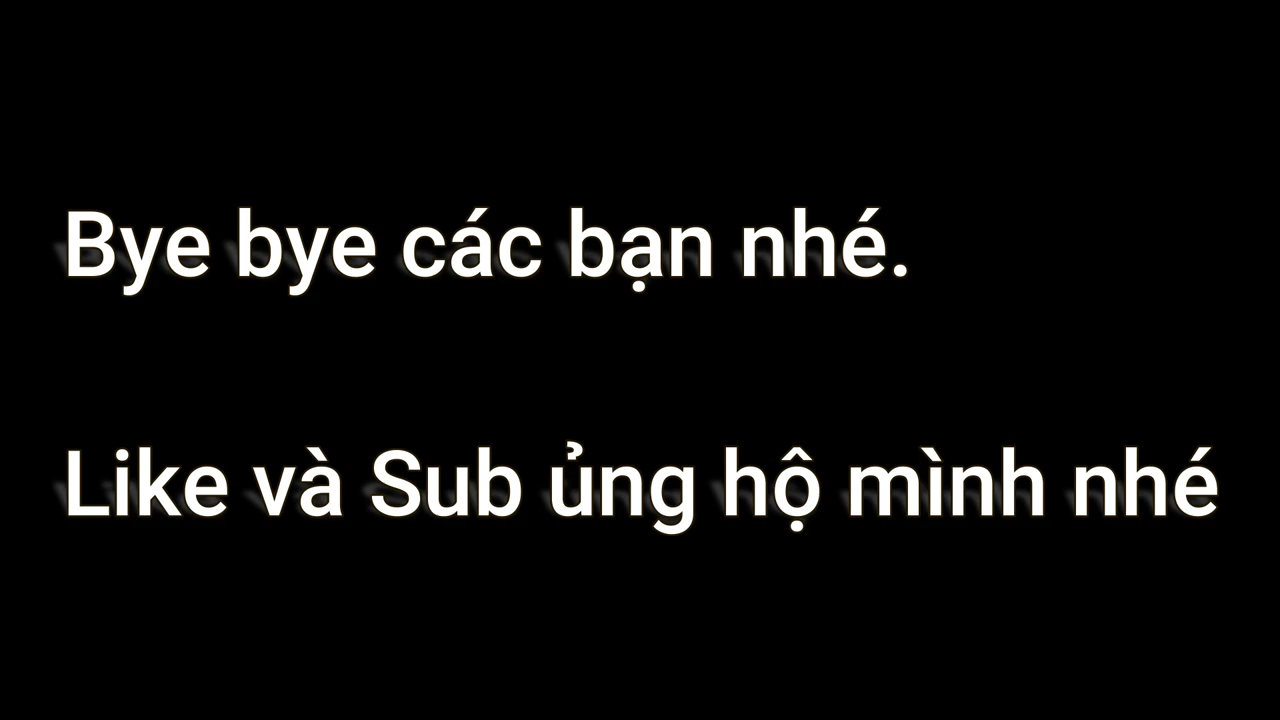 Bye bye các bạn nhé.
Like và Sub ủng hộ mình nhé